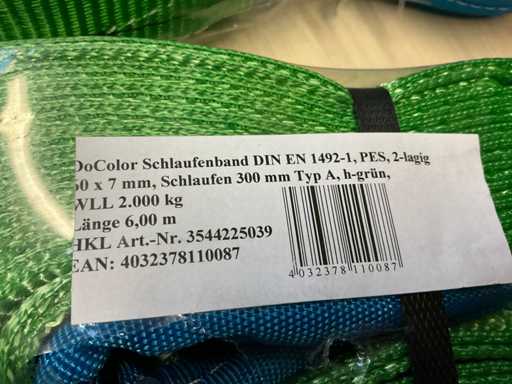 DoColor Schlaufenband DIN EN 1492-1, PES, 2-lagig
60 x 7 mm, Schlaufen 300 mm Typ A, h-grün,
WLL 2.000 kg
Länge 6,00 m
HKL Art.-Nr. 3544225039
EAN: 4032378110087
4 032378 110087